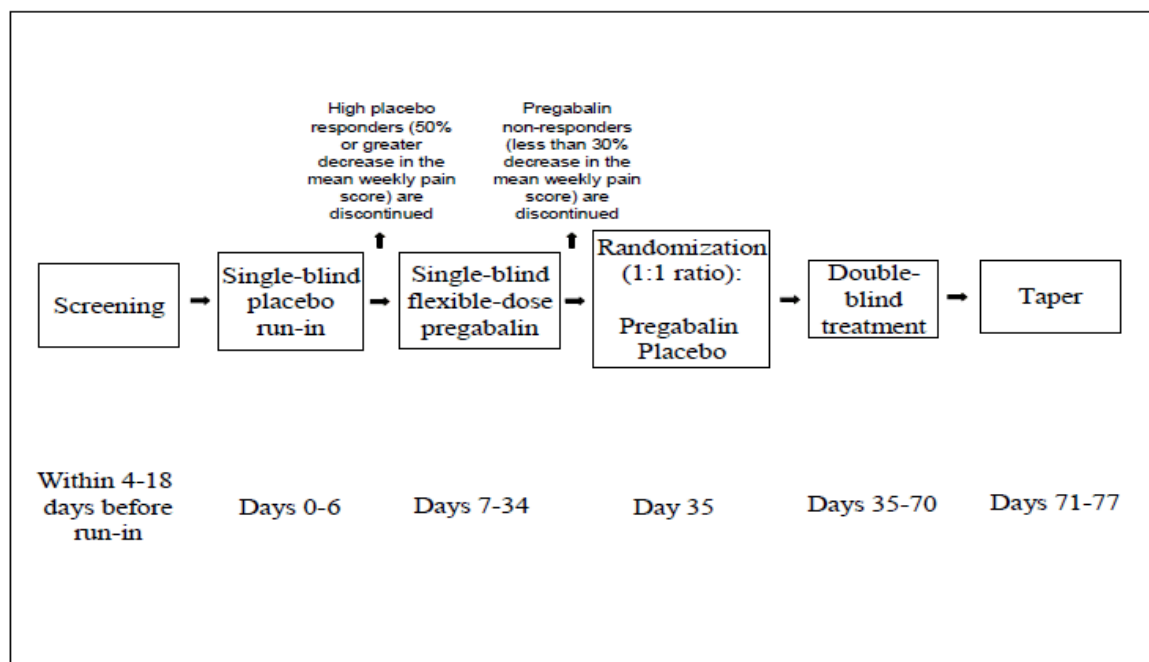 High placebo
responders (50%
or greater
decrease in the
mean weekly pain
score) are
discontinued
Pregabalin
non-responders
(less than 30%
decrease in the
mean weekly pain
score) are
discontinued
Screening
Single-blind
placebo
run-in
Single-blind
flexible-dose
pregabalin
Randomization
(1:1 ratio):
Pregabalin
Placebo
Double-
blind
treatment
Taper
Within 4-18
days before
run-in
Days 0-6
Days 7-34
Day 35
Days 35-70
Days 71-77